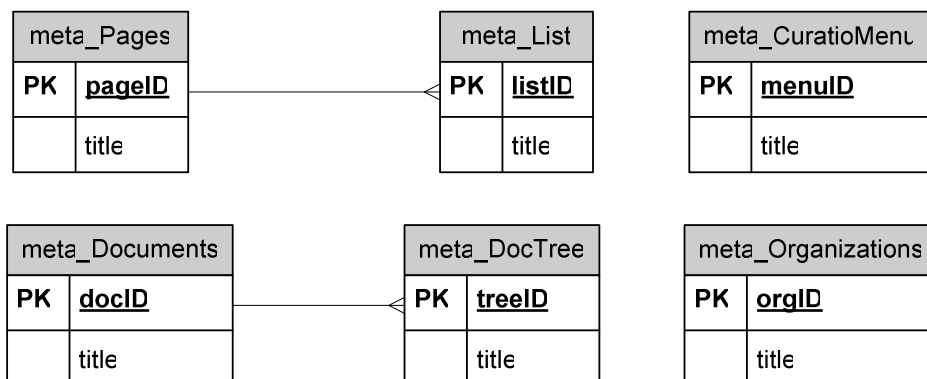 meta_Pages
PK pageID
title
meta_List
PK listID
title
meta_CuratioMenu
PK menuID
title
meta_Documents
PK docID
title
meta_DocTree
PK treeID
title
meta_Organizations
PK orgID
title